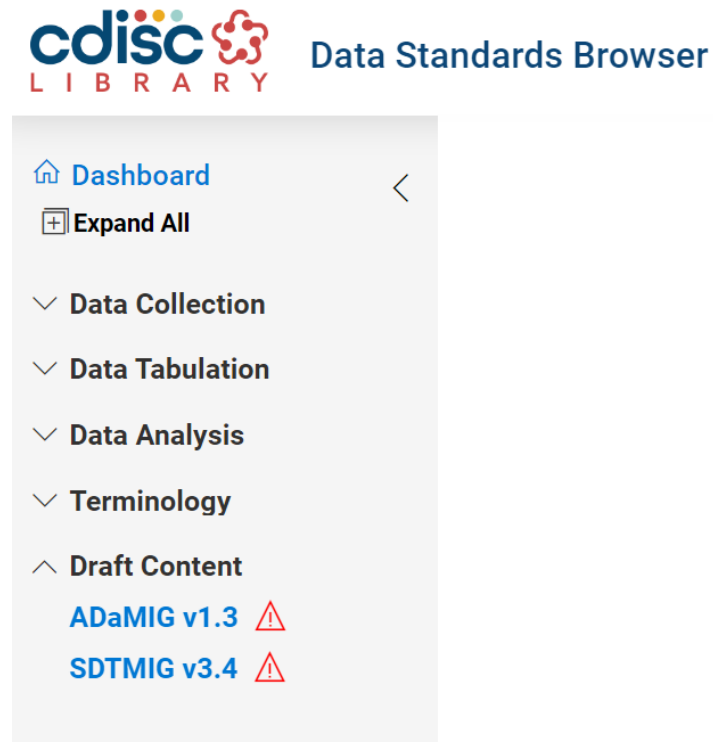 cdisc
LIBRARY
Data Standards Browser
Dashboard
Expand All
Data Collection
Data Tabulation
Data Analysis
Terminology
Draft Content
ADaMIG v1.3
SDTMIG v3.4